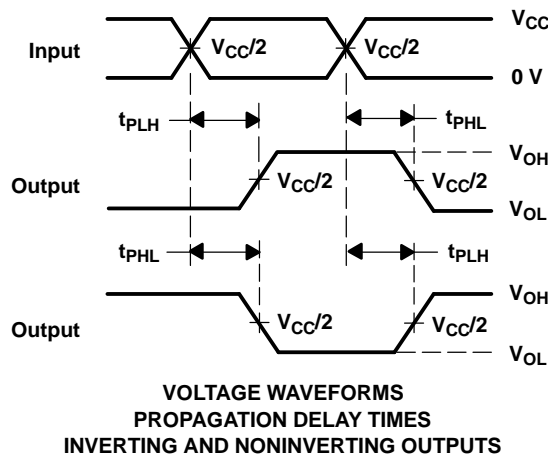 VCC
Input
VCC/2
VCC/2
0 V
tPLH
tPHL
VOH
Output
VCC/2
VCC/2
VOL
tPHL
tPLH
VOH
Output
VCC/2
VCC/2
VOL
VOLTAGE WAVEFORMS
PROPAGATION DELAY TIMES
INVERTING AND NONINVERTING OUTPUTS